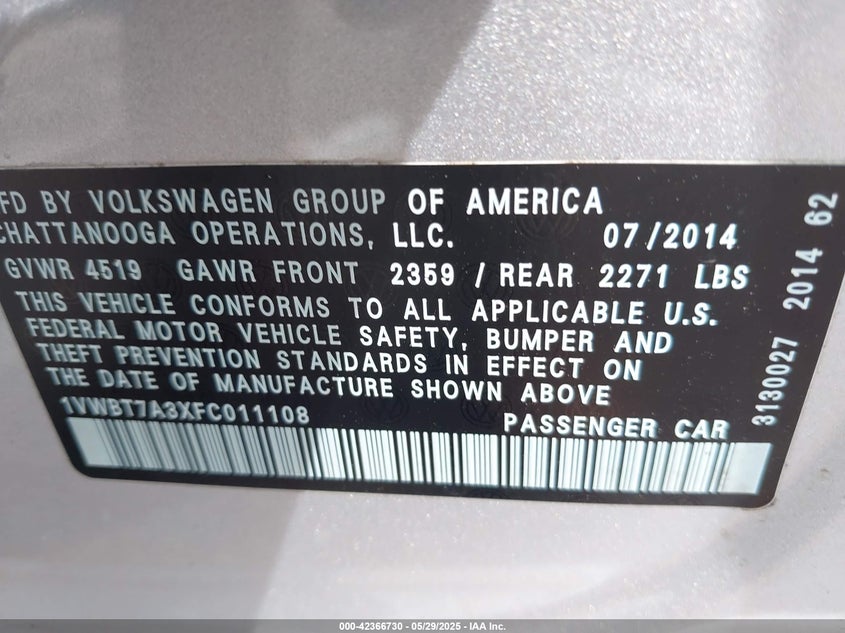 FD BY VOLKSWAGEN GROUP OF AMERICA
CHATTANOOGA OPERATIONS, LLC. 07/2014
GVWR 4519 GAWR FRONT 2359 / REAR 2271 LBS
THIS VEHICLE CONFORMS TO ALL APPLICABLE U.S.
FEDERAL MOTOR VEHICLE SAFETY, BUMPER AND
THEFT PREVENTION STANDARDS IN EFFECT ON
THE DATE OF MANUFACTURE SHOWN ABOVE
1VWBT7A3XFC011108 PASSENGER CAR
3130027 2014 62
000-42366730 - 05/29/2025 - IAA Inc.